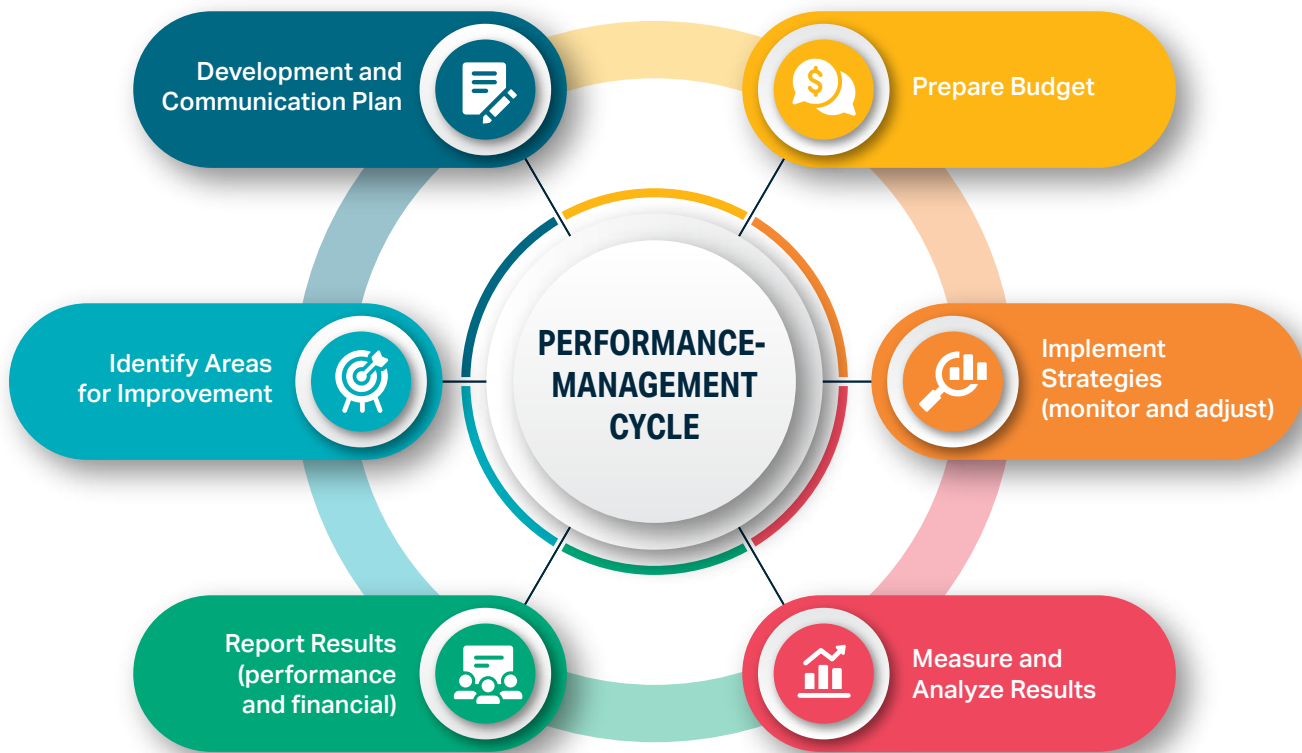 Development and
Communication Plan
$
Prepare Budget
Identify Areas
for Improvement
PERFORMANCE-
MANAGEMENT
CYCLE
Implement
Strategies
(monitor and adjust)
Report Results
(performance
and financial)
Measure and
Analyze Results